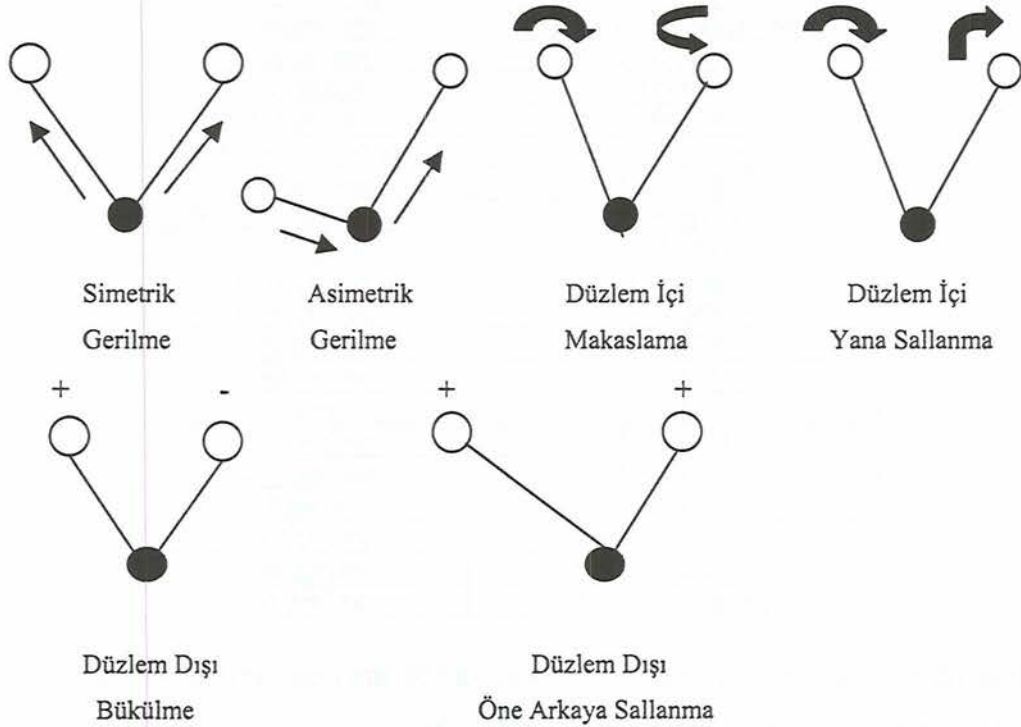 Simetrik Asimetrik Düzlem İçi Düzlem İçi
Gerilme Gerilme Makaslama Yana Sallanma
+ - + +
Düzlem Dışı Düzlem Dışı
Bükülme Öne Arkaya Sallanma